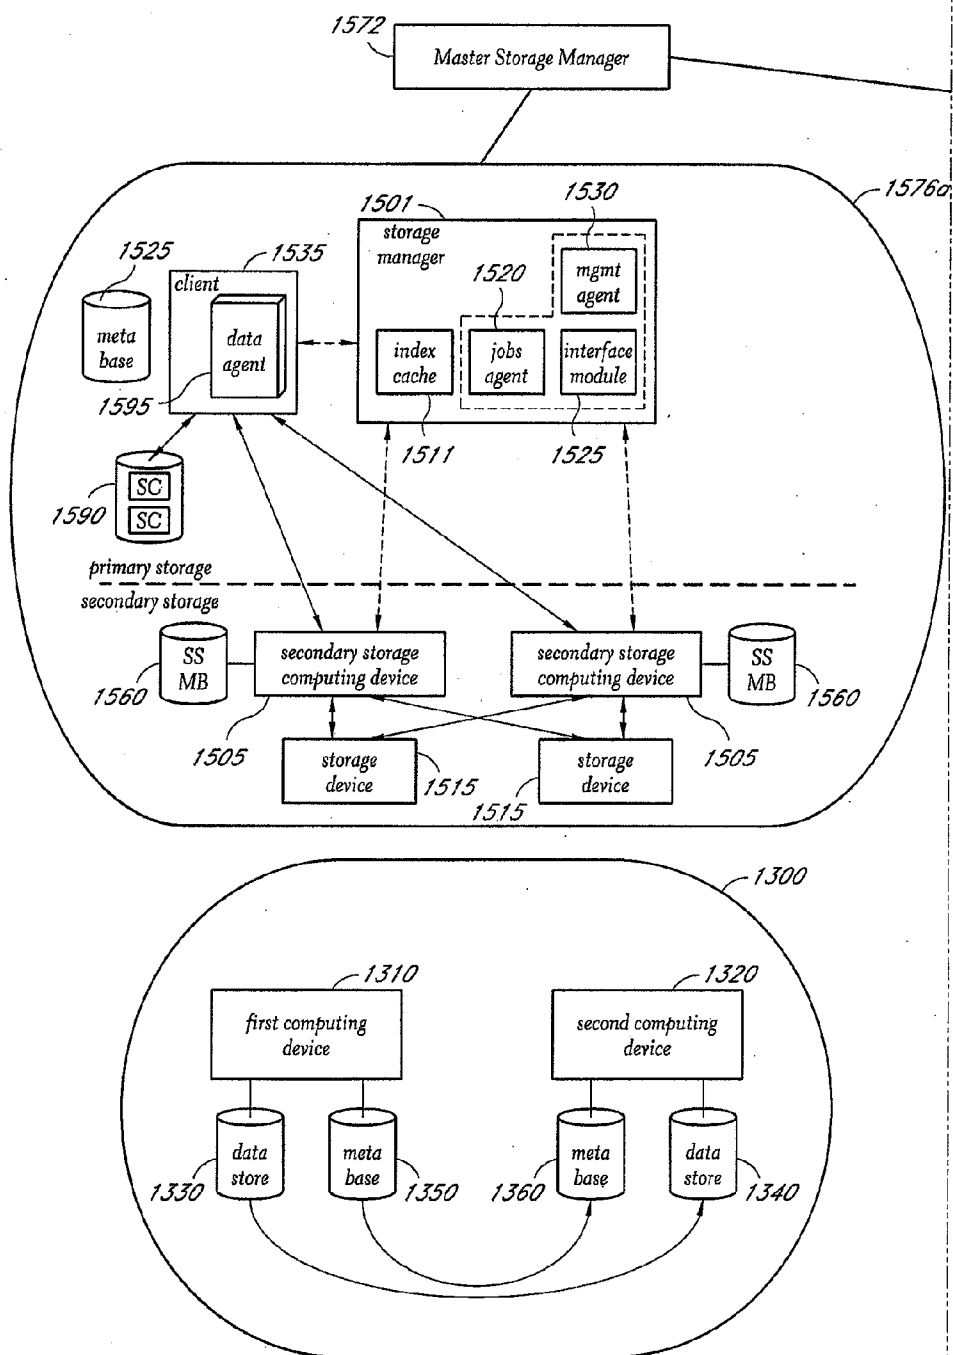 1572
Master Storage Manager
1576a
1501
storage
manager
1530
mgmt
agent
1525
meta
base
1535
client
data
agent
1595
1520
index
cache
jobs
agent
interface
module
1511
1525
1590
SC
SC
primary storage
secondary storage
SS
MB
1560
secondary storage
computing device
secondary storage
computing device
SS
MB
1560
1505
storage
device
1515
storage
device
1515
1505
1300
1310
first computing
device
1320
second computing
device
data
store
1330
meta
base
1350
meta
base
1360
data
store
1340